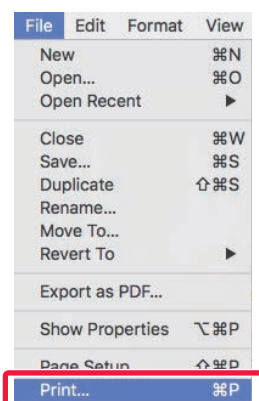 File Edit Format View
New ⌘N
Open... ⌘O
Open Recent ▶
Close ⌘W
Save... ⌘S
Duplicate ⇧⌘S
Rename...
Move To...
Revert To ▶
Export as PDF...
Show Properties ⌥⌘P
Page Setup ⇧⌘P
Print... ⌘P